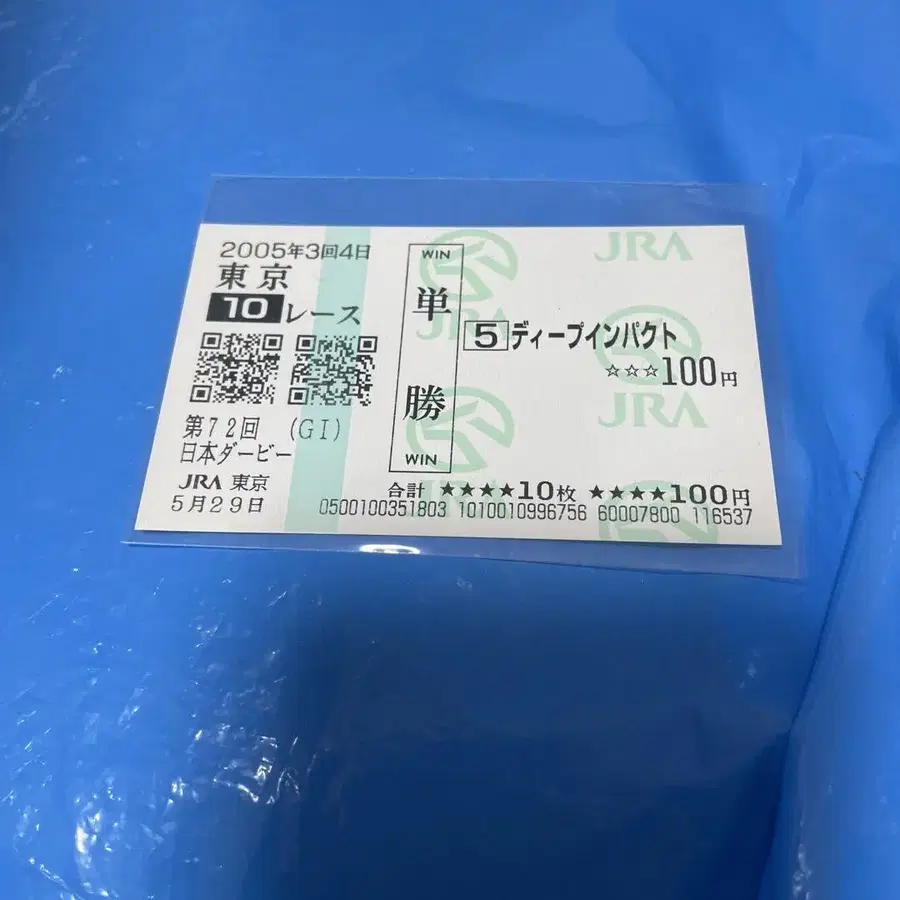 2005年3回4日
東京
10レース
第72回 (GI)
日本ダービー
JRA 東京
5月29日
WIN
単勝
WIN
JRA
5 ディープインパクト
☆☆☆100円
JRA
JRA
合計 ★★★★10枚 ★★★★100円
0500100351803 1010010996756 60007800 116537